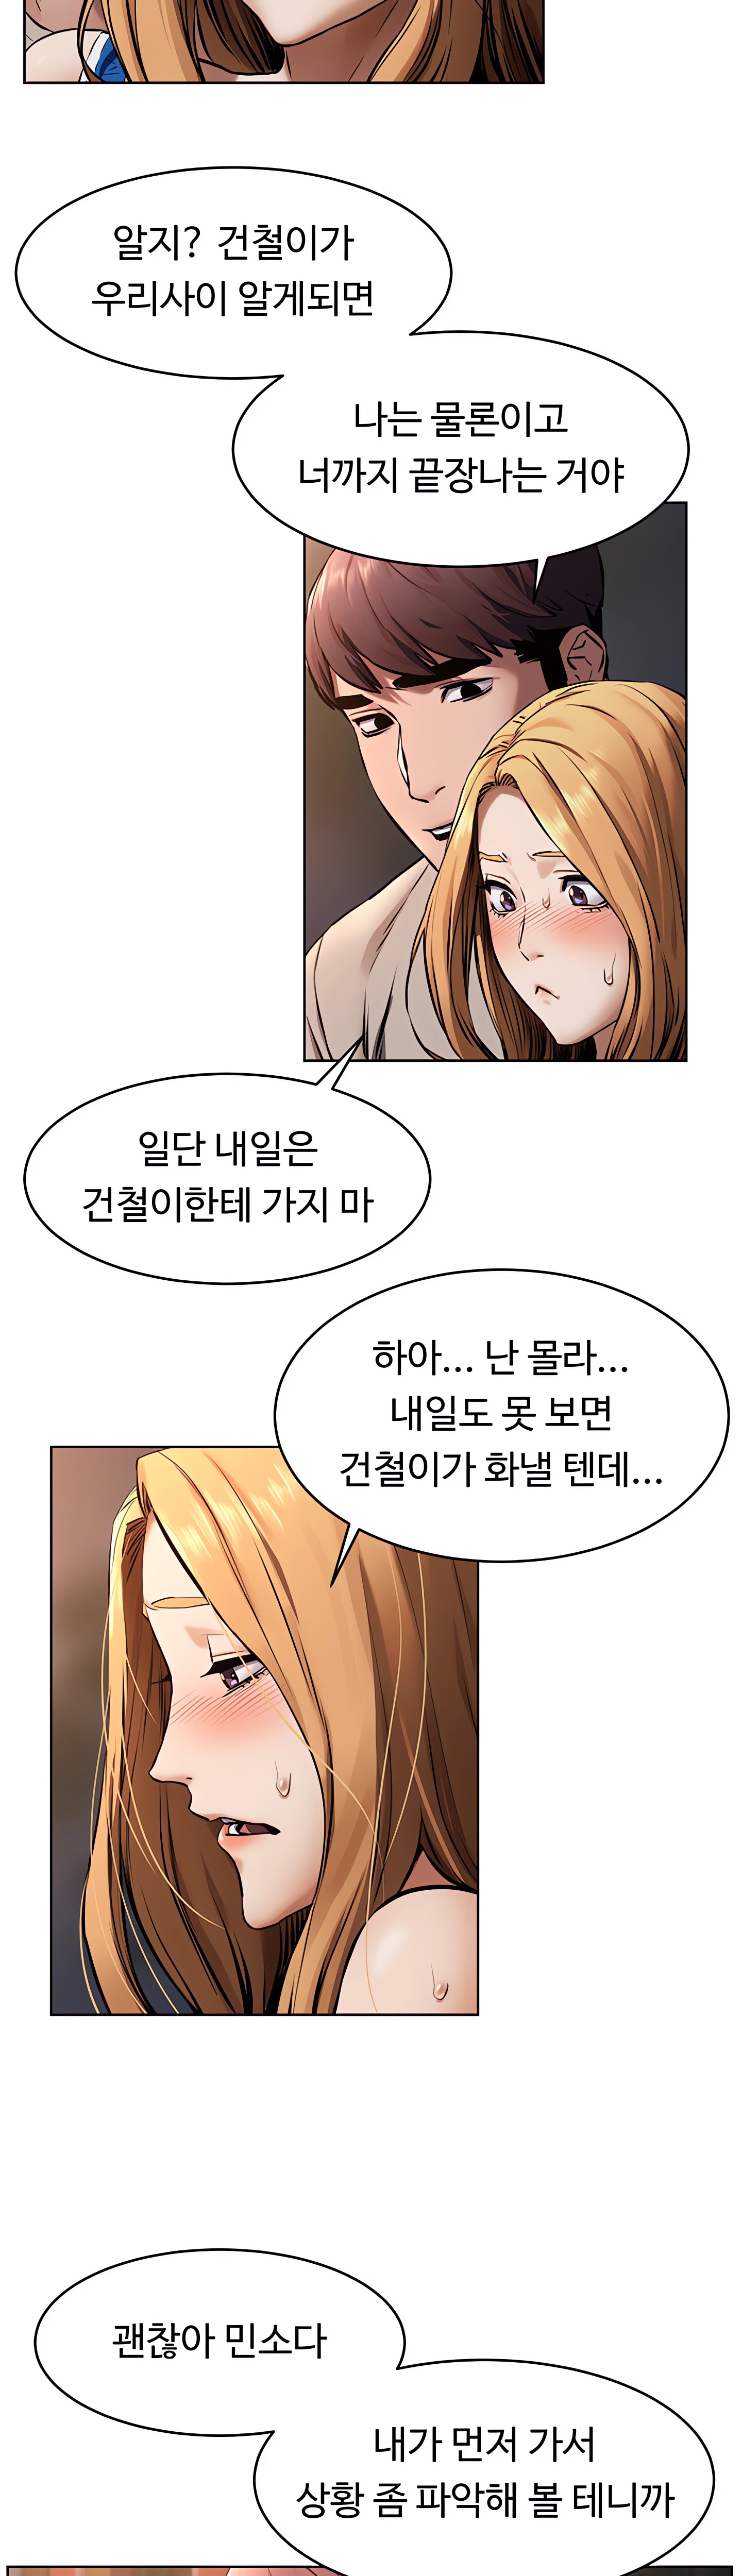 알지? 건철이가
우리사이 알게되면
나는 물론이고
너까지 끝장나는 거야
일단 내일은
건철이한테 가지 마
하아... 난 몰라...
내일도 못 보면
건철이가 화낼 텐데...
괜찮아 민소다
내가 먼저 가서
상황 좀 파악해 볼 테니까